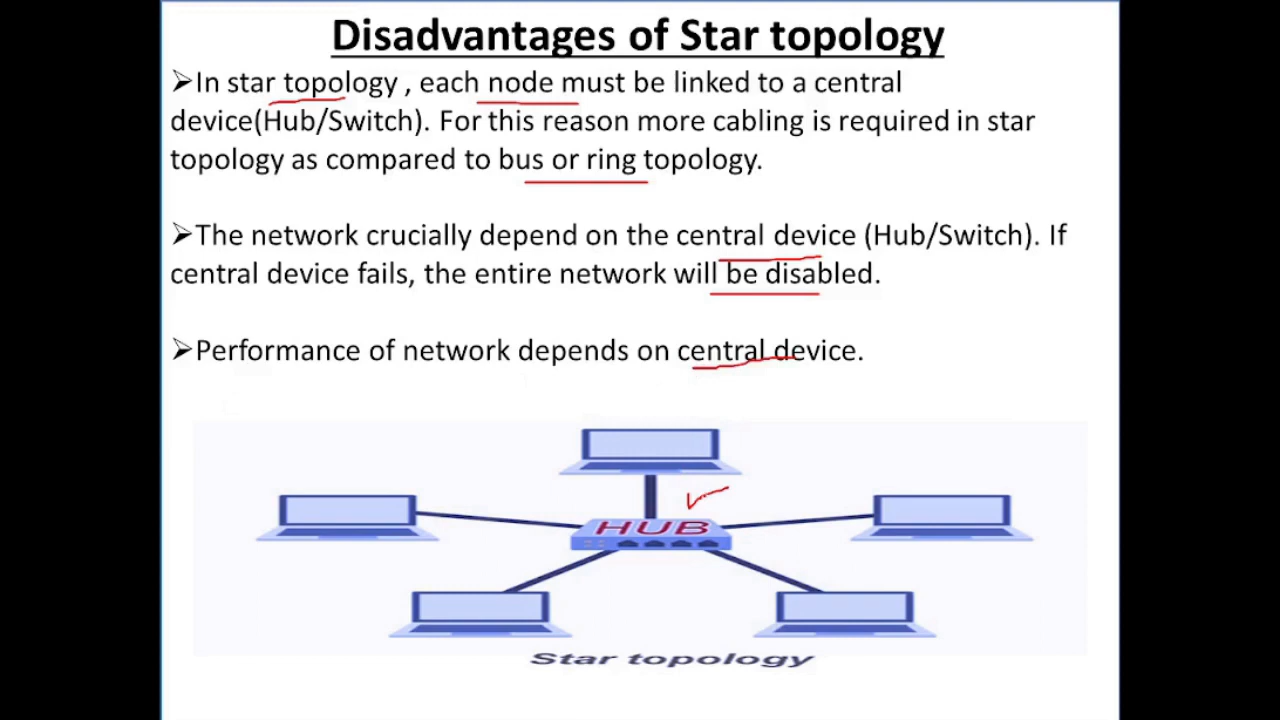 Disadvantages of Star topology
➢In star topology , each node must be linked to a central
device(Hub/Switch). For this reason more cabling is required in star
topology as compared to bus or ring topology.
➢The network crucially depend on the central device (Hub/Switch). If
central device fails, the entire network will be disabled.
➢Performance of network depends on central device.
HUB
Star topology